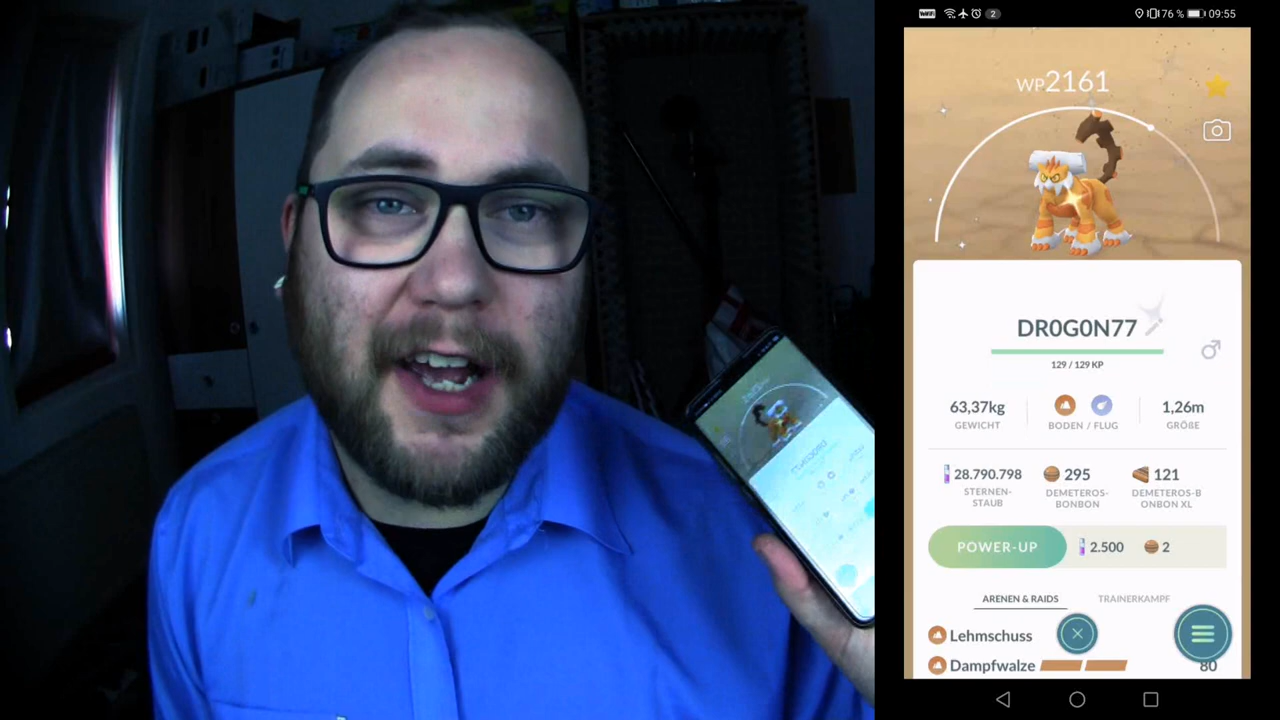 2
76 %
09:55
WP2161
DR0G0N77
129 / 129 KP
63,37kg
GEWICHT
BODEN / FLUG
1,26m
GRÖßE
28.790.798
STERNEN-
STAUB
295
DEMETEROS-
BONBON
121
DEMETEROS-B
ONBON XL
POWER-UP
2.500
2
ARENEN & RAIDS
TRAINERKAMPF
Lehmschuss
Dampfwalze
80